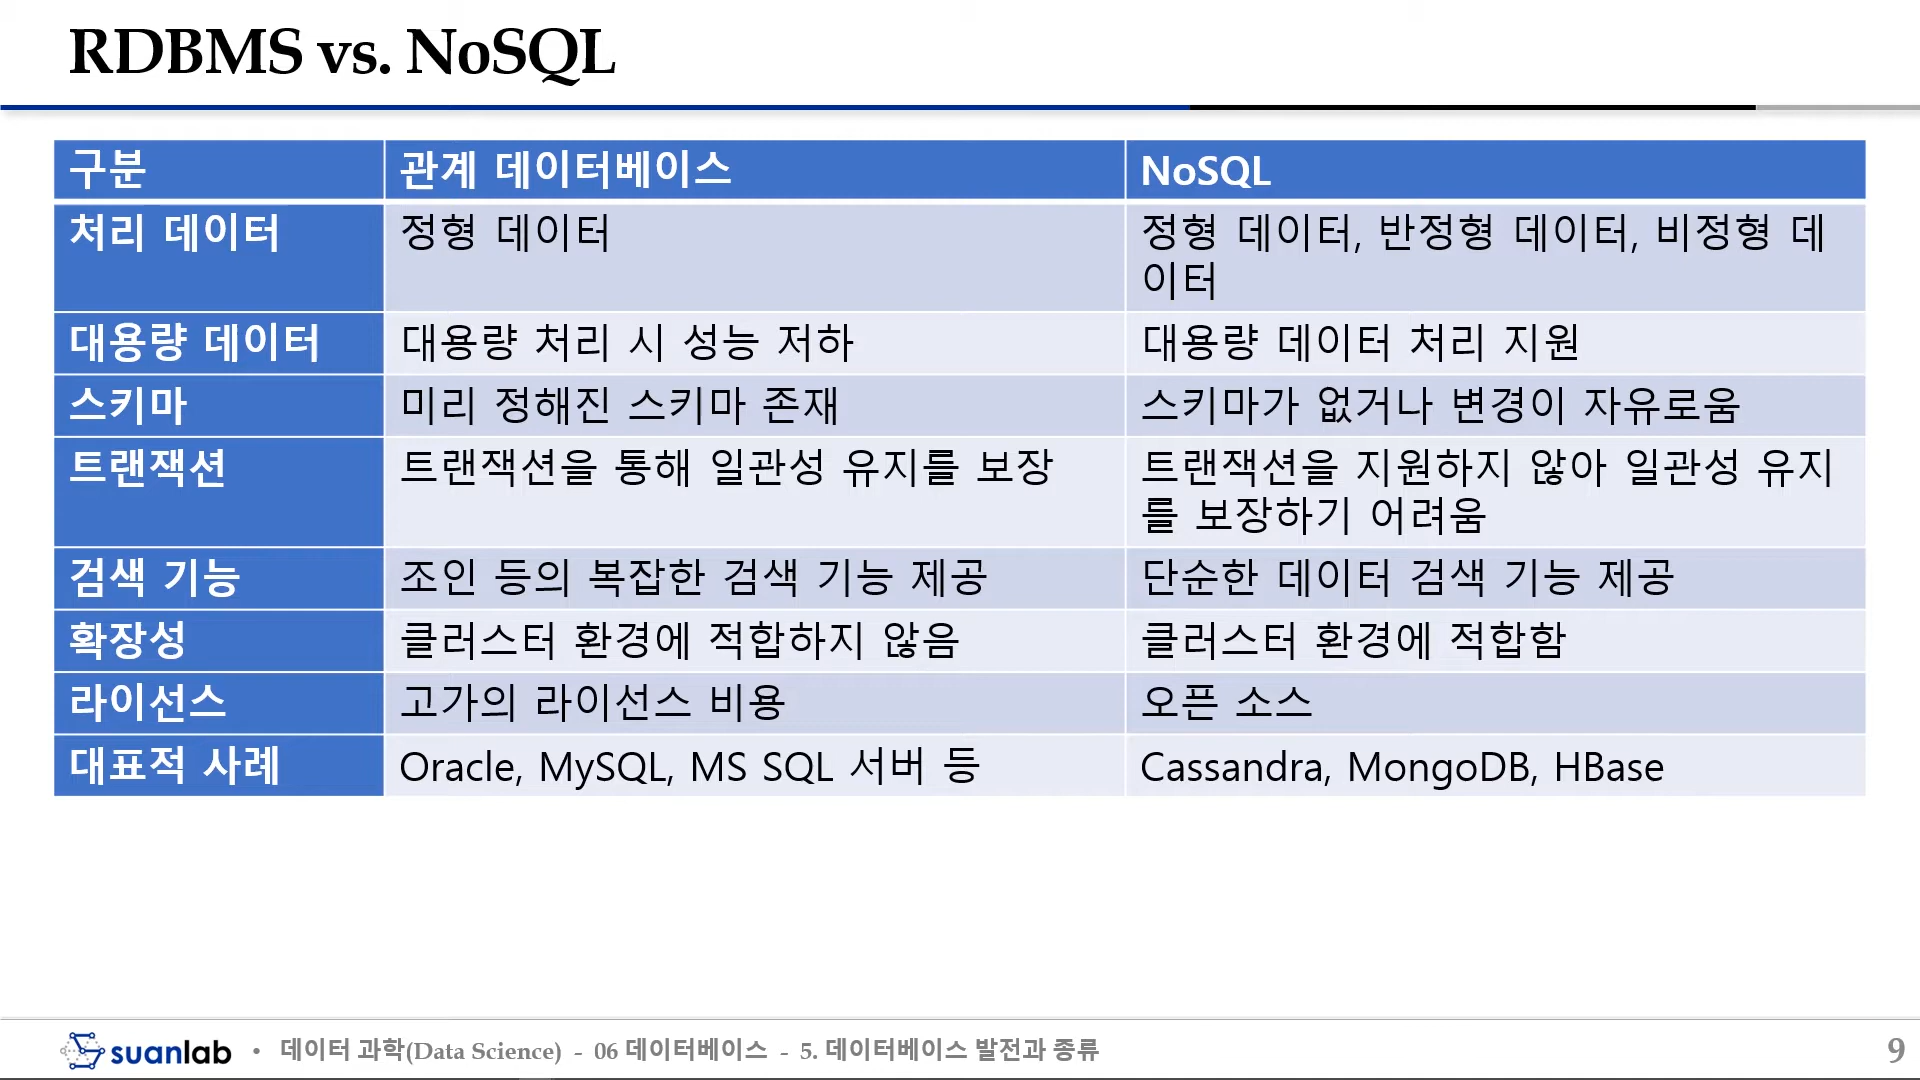 RDBMS vs. NoSQL
구분 관계 데이터베이스 NoSQL
처리 데이터 정형 데이터 정형 데이터, 반정형 데이터, 비정형 데
이터
대용량 데이터 대용량 처리 시 성능 저하 대용량 데이터 처리 지원
스키마 미리 정해진 스키마 존재 스키마가 없거나 변경이 자유로움
트랜잭션 트랜잭션을 통해 일관성 유지를 보장 트랜잭션을 지원하지 않아 일관성 유지
를 보장하기 어려움
검색 기능 조인 등의 복잡한 검색 기능 제공 단순한 데이터 검색 기능 제공
확장성 클러스터 환경에 적합하지 않음 클러스터 환경에 적합함
라이선스 고가의 라이선스 비용 오픈 소스
대표적 사례 Oracle, MySQL, MS SQL 서버 등 Cassandra, MongoDB, HBase
suanlab • 데이터 과학(Data Science) - 06 데이터베이스 - 5. 데이터베이스 발전과 종류 9